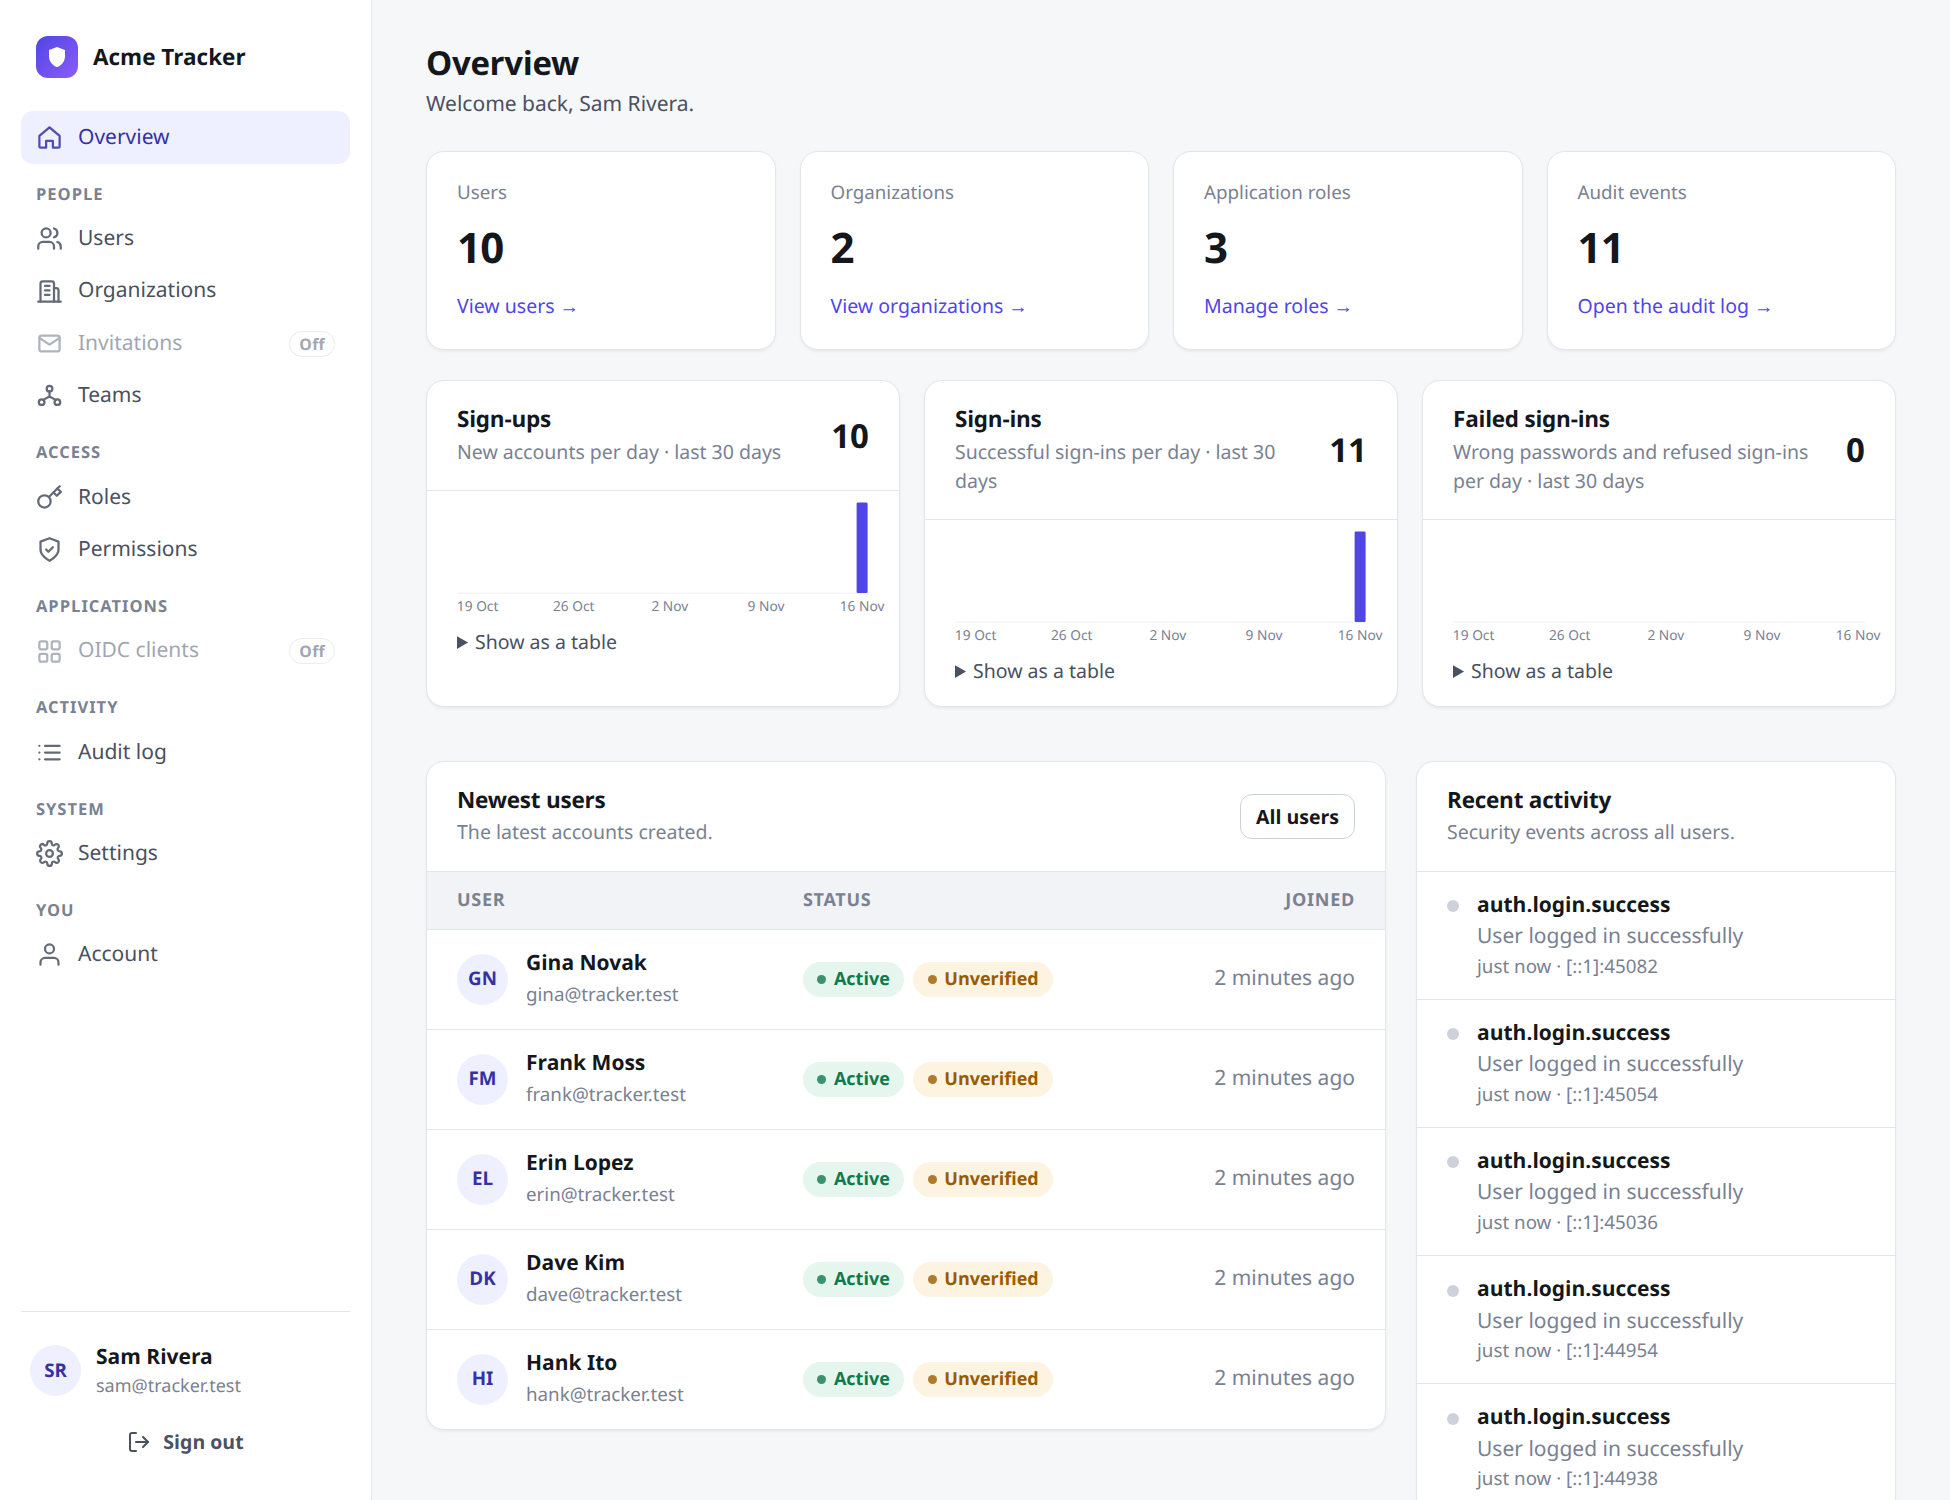 Acme Tracker
Overview
PEOPLE
Users
Organizations
Invitations Off
Teams
ACCESS
Roles
Permissions
APPLICATIONS
OIDC clients Off
ACTIVITY
Audit log
SYSTEM
Settings
YOU
Account
SR
Sam Rivera
sam@tracker.test
Sign out
Overview
Welcome back, Sam Rivera.
Users
10
View users →
Organizations
2
View organizations →
Application roles
3
Manage roles →
Audit events
11
Open the audit log →
Sign-ups
New accounts per day · last 30 days
10
19 Oct 26 Oct 2 Nov 9 Nov 16 Nov
▶ Show as a table
Sign-ins
Successful sign-ins per day · last 30
days
11
19 Oct 26 Oct 2 Nov 9 Nov 16 Nov
▶ Show as a table
Failed sign-ins
Wrong passwords and refused sign-ins
per day · last 30 days
0
19 Oct 26 Oct 2 Nov 9 Nov 16 Nov
▶ Show as a table
Newest users
The latest accounts created.
All users
USER STATUS JOINED
GN
Gina Novak
gina@tracker.test
Active Unverified 2 minutes ago
FM
Frank Moss
frank@tracker.test
Active Unverified 2 minutes ago
EL
Erin Lopez
erin@tracker.test
Active Unverified 2 minutes ago
DK
Dave Kim
dave@tracker.test
Active Unverified 2 minutes ago
HI
Hank Ito
hank@tracker.test
Active Unverified 2 minutes ago
Recent activity
Security events across all users.
auth.login.success
User logged in successfully
just now · [::1]:45082
auth.login.success
User logged in successfully
just now · [::1]:45054
auth.login.success
User logged in successfully
just now · [::1]:45036
auth.login.success
User logged in successfully
just now · [::1]:44954
auth.login.success
User logged in successfully
just now · [::1]:44938